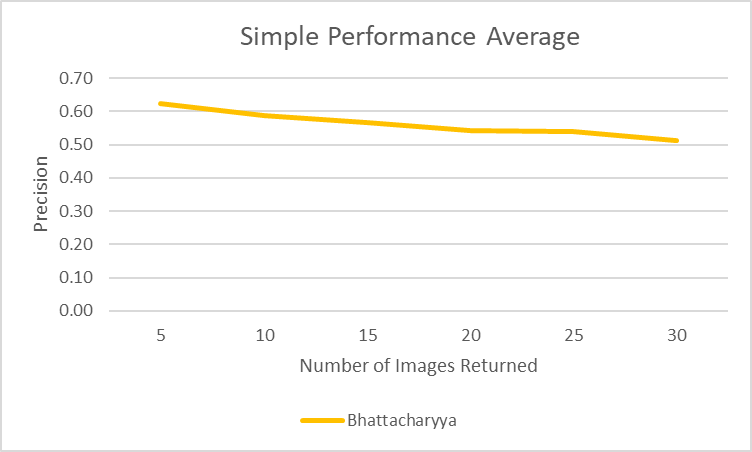 Simple Performance Average
0.70
0.60
0.50
0.40
0.30
0.20
0.10
0.00
Precision
5 10 15 20 25 30
Number of Images Returned
Bhattacharyya